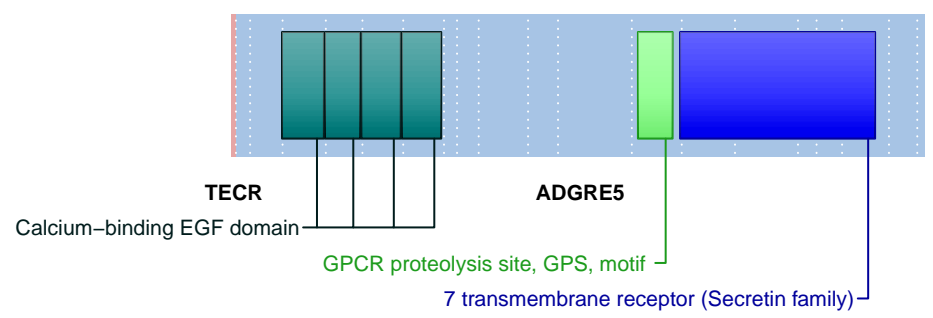 TECR ADGRE5
Calcium−binding EGF domain
GPCR proteolysis site, GPS, motif
7 transmembrane receptor (Secretin family)